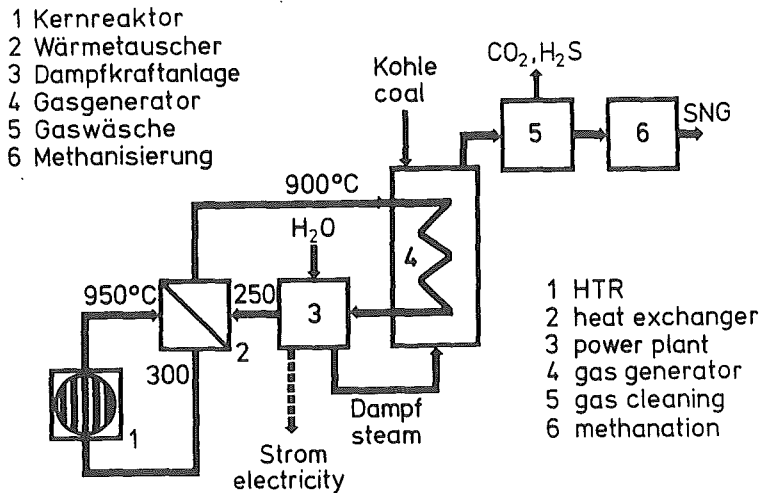 1 Kernreaktor
2 Wärmetauscher
3 Dampfkraftanlage
4 Gasgenerator
5 Gaswäsche
6 Methanisierung
CO₂,H₂S
Kohle
coal
5
6
SNG
900°C
H₂O
4
950°C
250
3
2
300
1
Dampf
steam
Strom
electricity
1 HTR
2 heat exchanger
3 power plant
4 gas generator
5 gas cleaning
6 methanation